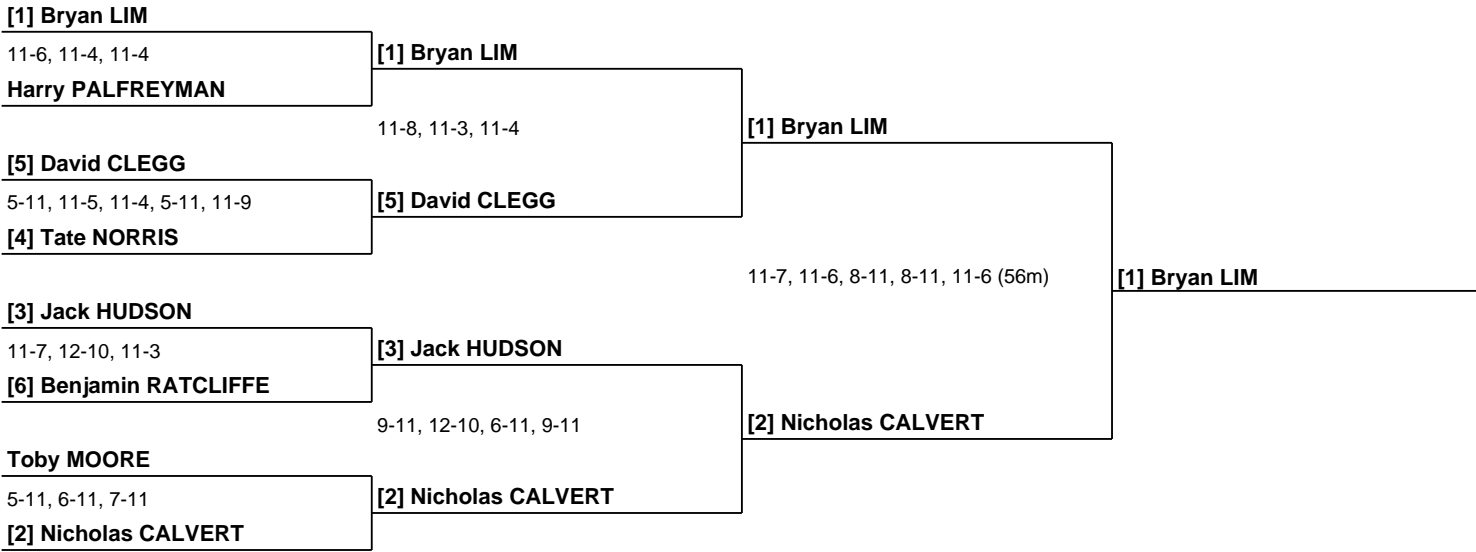 [1] Bryan LIM
11-6, 11-4, 11-4
Harry PALFREYMAN
[1] Bryan LIM
11-8, 11-3, 11-4
[5] David CLEGG
5-11, 11-5, 11-4, 5-11, 11-9
[4] Tate NORRIS
[5] David CLEGG
[1] Bryan LIM
11-7, 11-6, 8-11, 8-11, 11-6 (56m)
[1] Bryan LIM
[3] Jack HUDSON
11-7, 12-10, 11-3
[6] Benjamin RATCLIFFE
[3] Jack HUDSON
9-11, 12-10, 6-11, 9-11
[2] Nicholas CALVERT
Toby MOORE
5-11, 6-11, 7-11
[2] Nicholas CALVERT
[2] Nicholas CALVERT